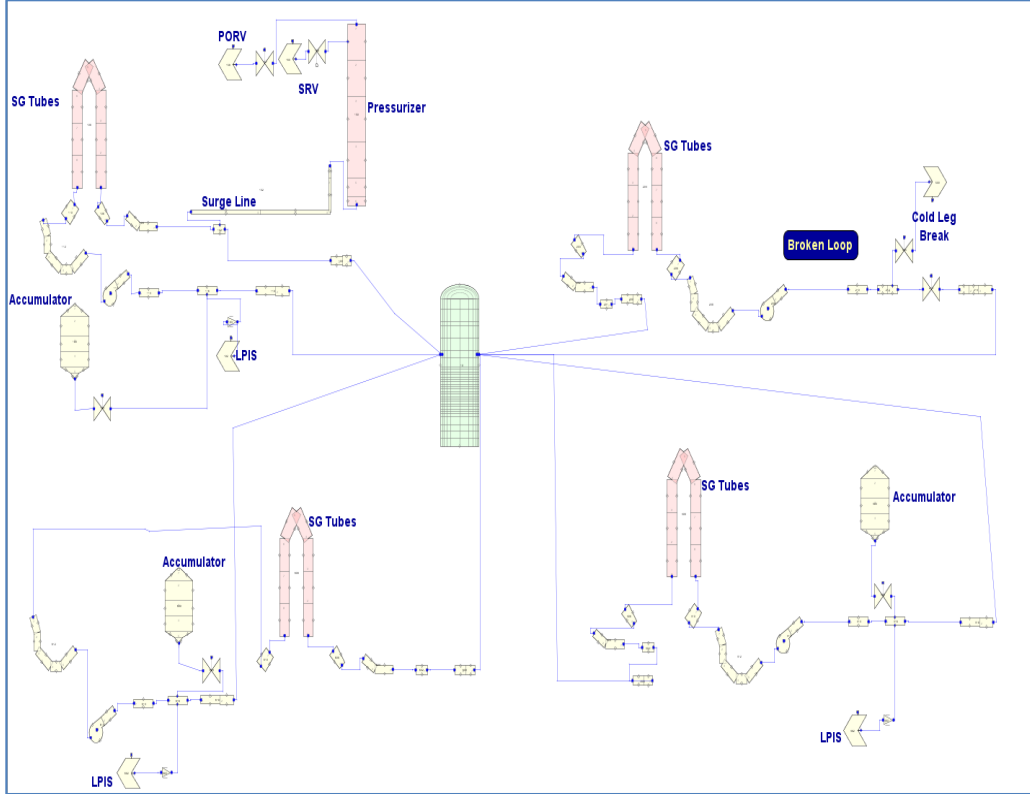 PORV
SRV
SG Tubes
Pressurizer
Surge Line
Accumulator
LPIS
SG Tubes
Broken Loop
Cold Leg
Break
SG Tubes
Accumulator
LPIS
SG Tubes
Accumulator
LPIS